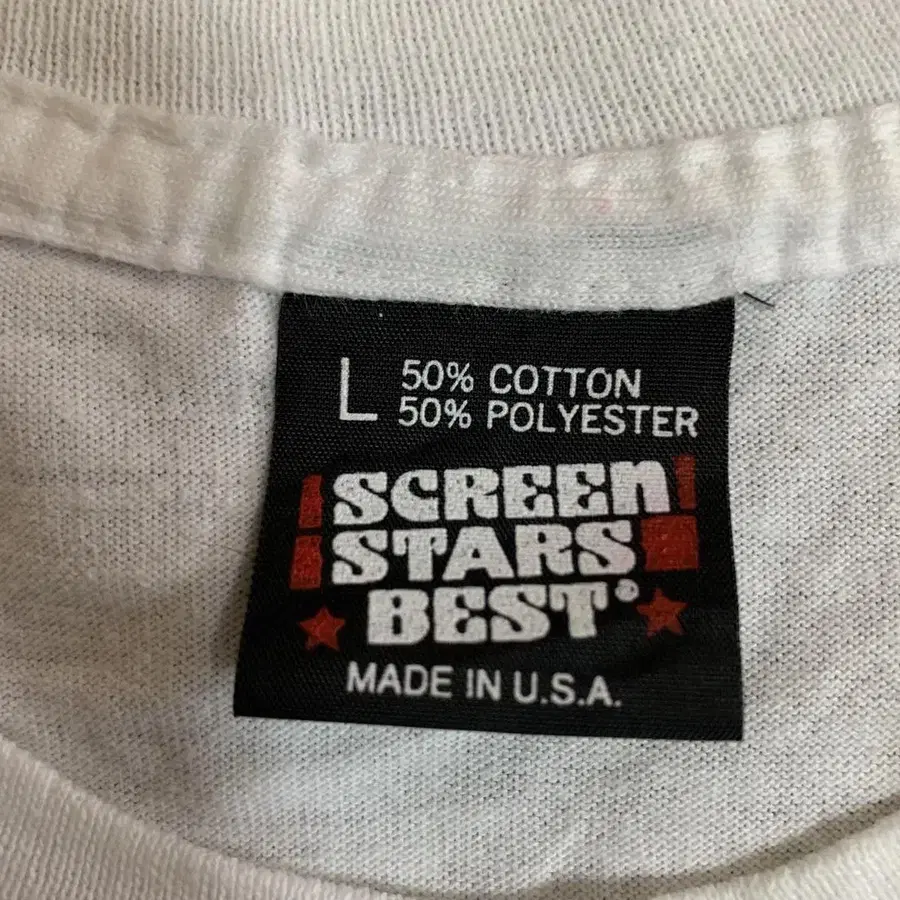 L 50% COTTON
50% POLYESTER
SCREEN
STARS
BEST®
MADE IN U.S.A.